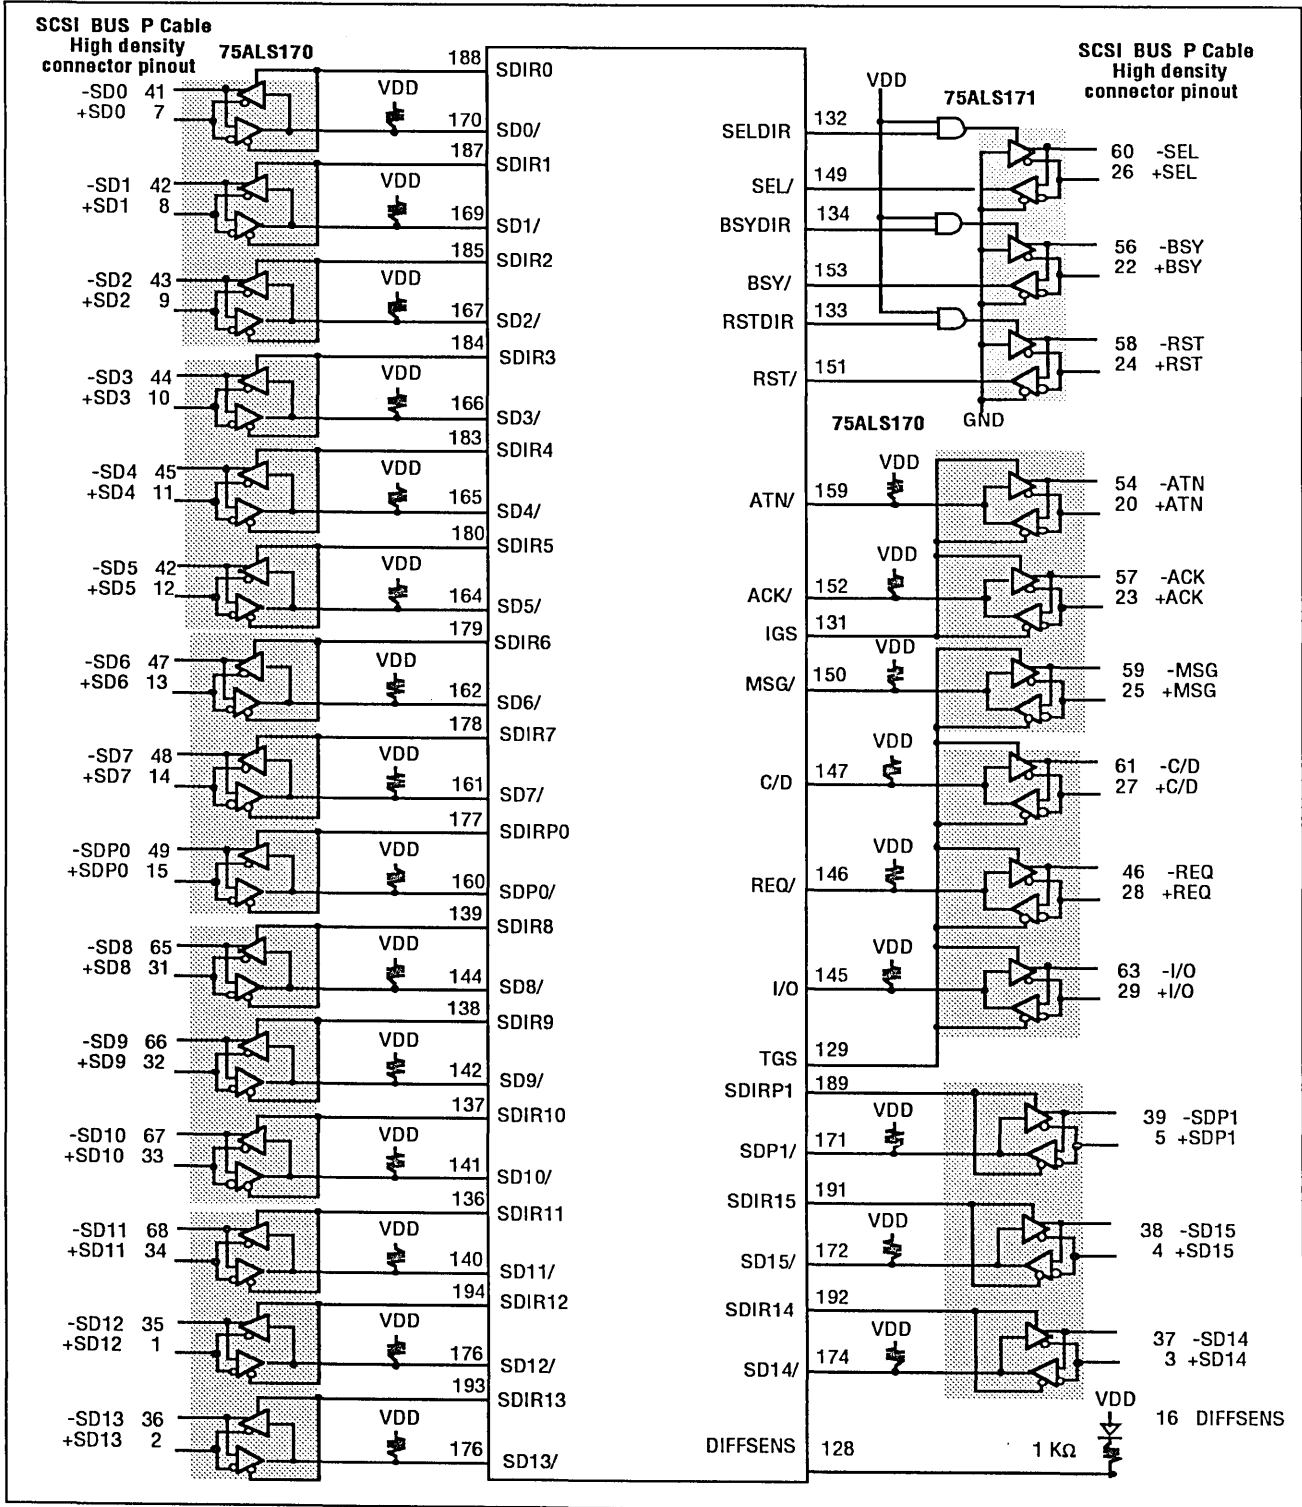 SCSI BUS P Cable
High density
connector pinout
75ALS170
-SD0 41
+SD0 7
188 SDIR0
VDD
170 SD0/
-SD1 42
+SD1 8
187 SDIR1
VDD
169 SD1/
-SD2 43
+SD2 9
185 SDIR2
VDD
167 SD2/
-SD3 44
+SD3 10
184 SDIR3
VDD
166 SD3/
-SD4 45
+SD4 11
183 SDIR4
VDD
165 SD4/
-SD5 42
+SD5 12
180 SDIR5
VDD
164 SD5/
-SD6 47
+SD6 13
179 SDIR6
VDD
162 SD6/
-SD7 48
+SD7 14
178 SDIR7
VDD
161 SD7/
-SDP0 49
+SDP0 15
177 SDIRP0
VDD
160 SDP0/
-SD8 65
+SD8 31
139 SDIR8
VDD
144 SD8/
-SD9 66
+SD9 32
138 SDIR9
VDD
142 SD9/
-SD10 67
+SD10 33
137 SDIR10
VDD
141 SD10/
-SD11 68
+SD11 34
136 SDIR11
VDD
140 SD11/
-SD12 35
+SD12 1
194 SDIR12
VDD
176 SD12/
-SD13 36
+SD13 2
193 SDIR13
VDD
176 SD13/
SCSI BUS P Cable
High density
connector pinout
VDD
75ALS171
SELDIR 132
60 -SEL
26 +SEL
SEL/ 149
BSYDIR 134
56 -BSY
22 +BSY
BSY/ 153
RSTDIR 133
58 -RST
24 +RST
RST/ 151
GND
75ALS170
VDD
ATN/ 159
54 -ATN
20 +ATN
VDD
ACK/ 152
57 -ACK
23 +ACK
IGS 131
VDD
MSG/ 150
59 -MSG
25 +MSG
VDD
C/D 147
61 -C/D
27 +C/D
VDD
REQ/ 146
46 -REQ
28 +REQ
VDD
I/O 145
63 -I/O
29 +I/O
TGS 129
SDIRP1 189
VDD
SDP1/ 171
39 -SDP1
5 +SDP1
SDIR15 191
VDD
SD15/ 172
38 -SD15
4 +SD15
SDIR14 192
VDD
SD14/ 174
37 -SD14
3 +SD14
VDD
16 DIFFSENS
DIFFSENS 128
1 KΩ